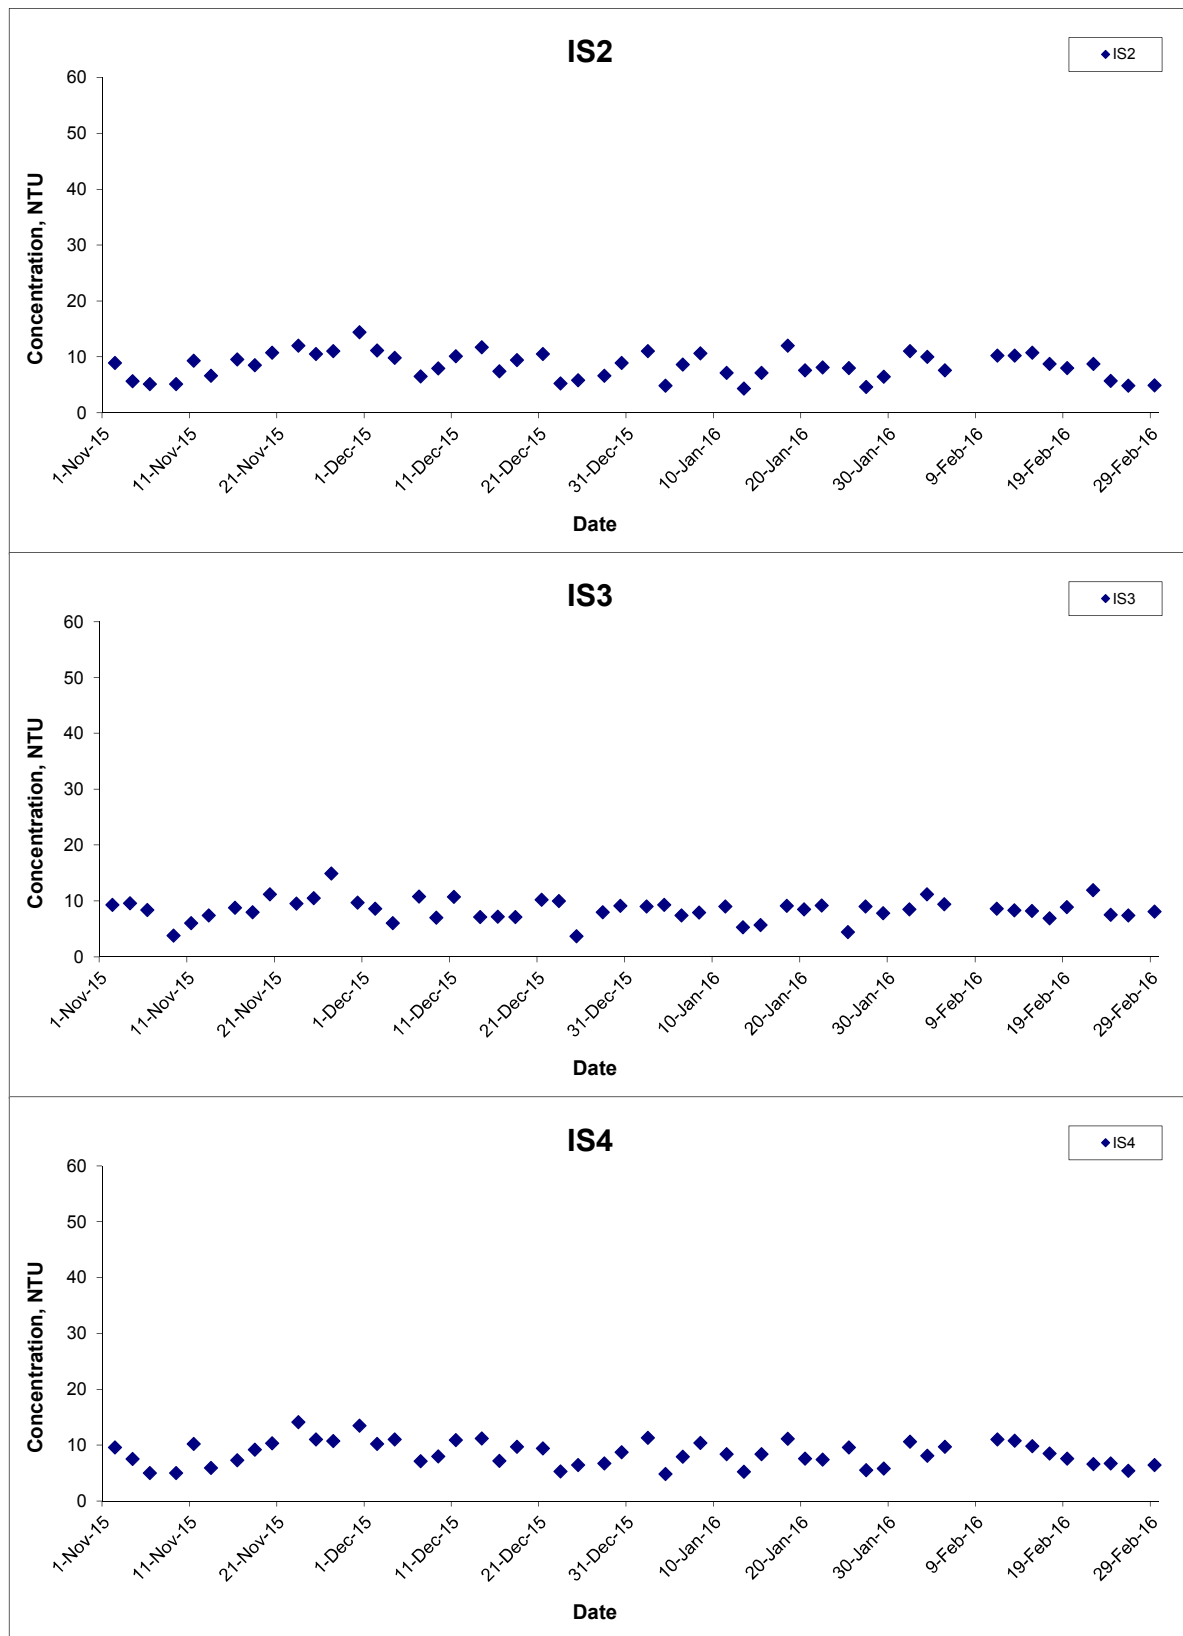 IS2
IS2
60
50
40
30
20
10
0
Concentration, NTU
1-Nov-15
11-Nov-15
21-Nov-15
1-Dec-15
11-Dec-15
21-Dec-15
31-Dec-15
10-Jan-16
20-Jan-16
30-Jan-16
9-Feb-16
19-Feb-16
29-Feb-16
Date
IS3
IS3
60
50
40
30
20
10
0
Concentration, NTU
1-Nov-15
11-Nov-15
21-Nov-15
1-Dec-15
11-Dec-15
21-Dec-15
31-Dec-15
10-Jan-16
20-Jan-16
30-Jan-16
9-Feb-16
19-Feb-16
29-Feb-16
Date
IS4
IS4
60
50
40
30
20
10
0
Concentration, NTU
1-Nov-15
11-Nov-15
21-Nov-15
1-Dec-15
11-Dec-15
21-Dec-15
31-Dec-15
10-Jan-16
20-Jan-16
30-Jan-16
9-Feb-16
19-Feb-16
29-Feb-16
Date